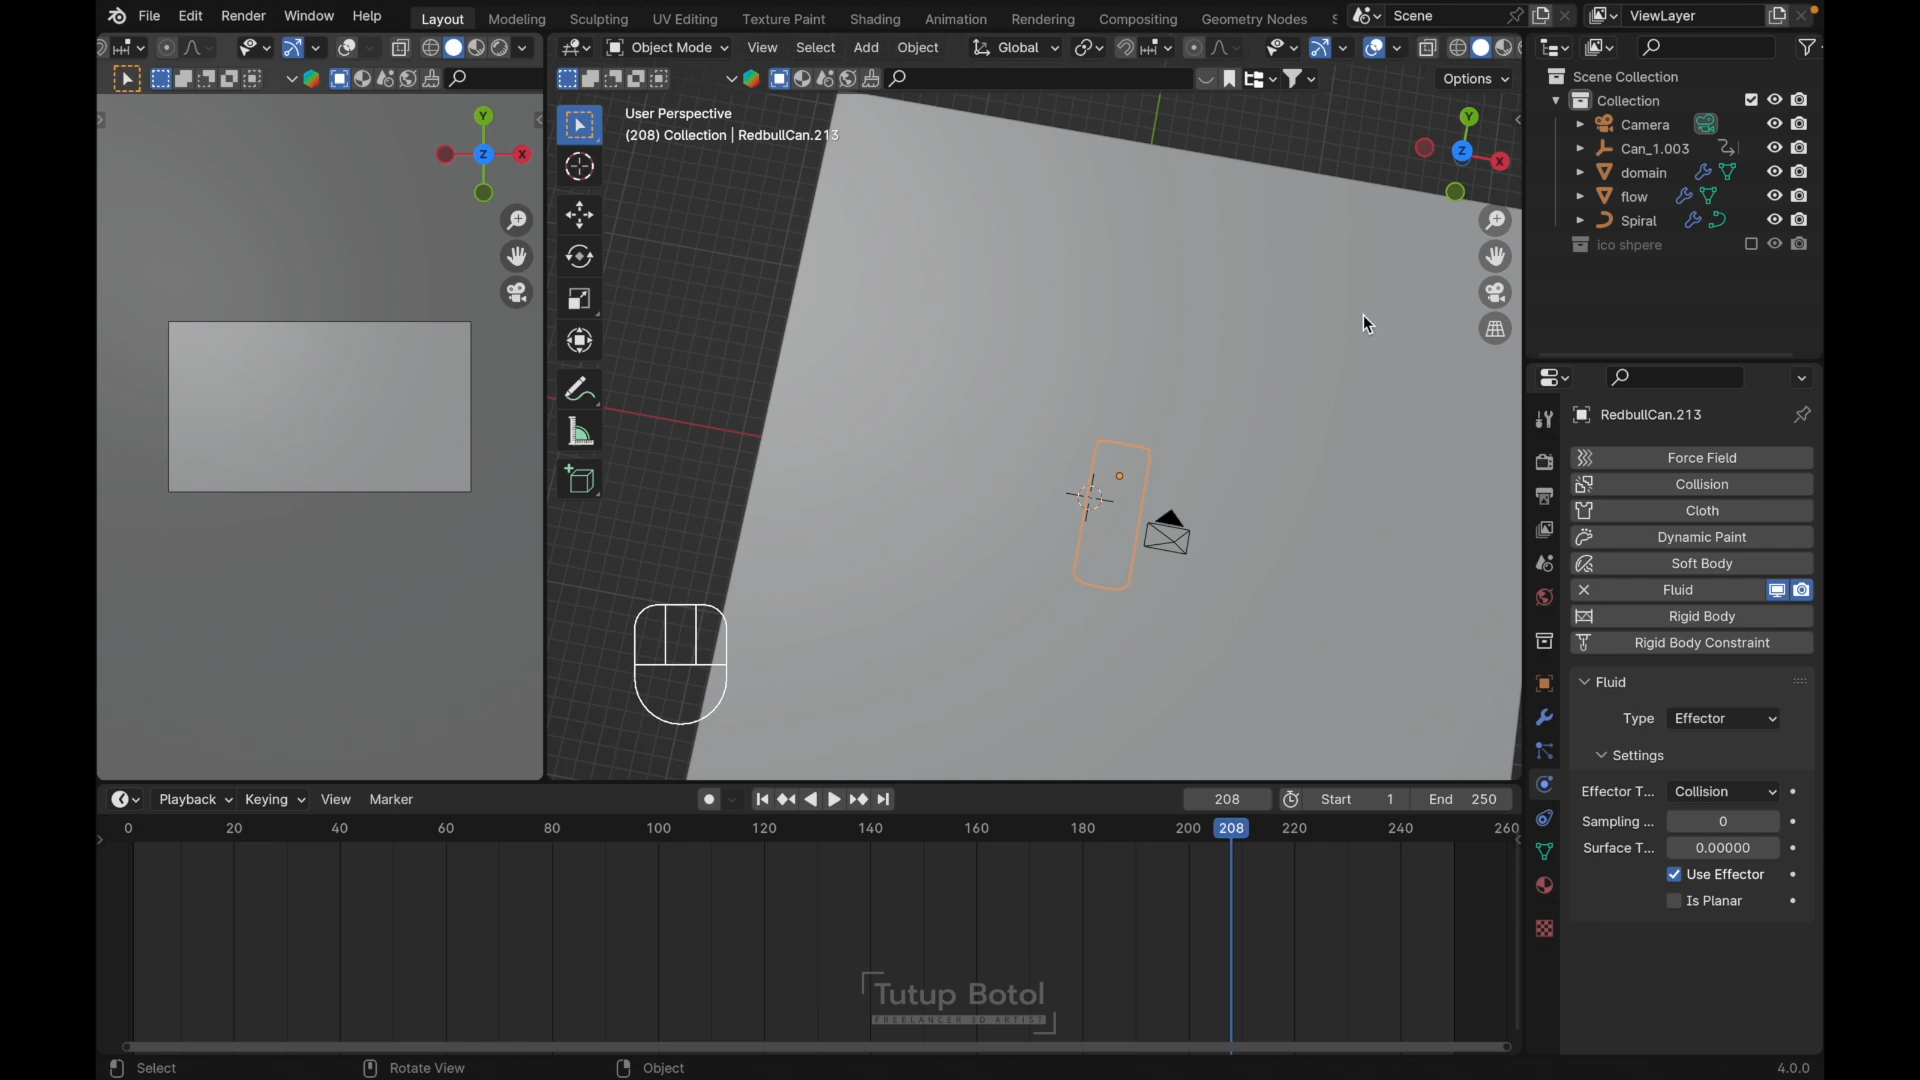 File Edit Render Window Help
Layout Modeling Sculpting UV Editing Texture Paint Shading Animation Rendering Compositing Geometry Nodes
Scene
ViewLayer
Object Mode View Select Add Object
Global
Options
User Perspective
(208) Collection | RedbullCan.213
Y
Z
X
Y
Z
X
Scene Collection
Collection
Camera
Can_1.003
domain
flow
Spiral
ico shpere
RedbullCan.213
Force Field
Collision
Cloth
Dynamic Paint
Soft Body
Fluid
Rigid Body
Rigid Body Constraint
Fluid
Type Effector
Settings
Effector T... Collision
Sampling ... 0
Surface T... 0.00000
Use Effector
Is Planar
Playback Keying View Marker
208
Start 1
End 250
0 20 40 60 80 100 120 140 160 180 200 208 220 240 260
Tutup Botol
FREELANCER 3D ARTIST
Select
Rotate View
Object
4.0.0